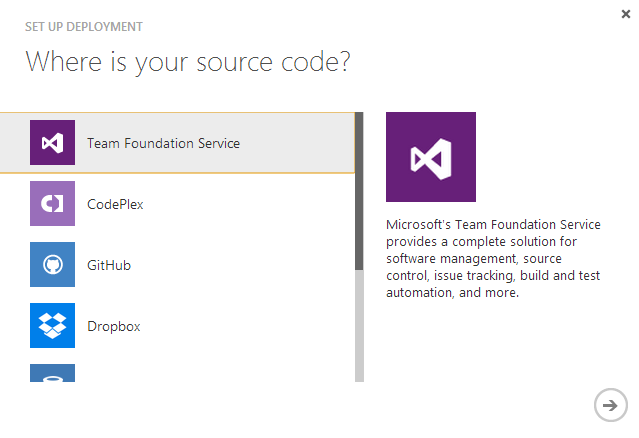 SET UP DEPLOYMENT
Where is your source code?
Team Foundation Service
CodePlex
GitHub
Dropbox
Microsoft's Team Foundation Service
provides a complete solution for
software management, source
control, issue tracking, build and test
automation, and more.